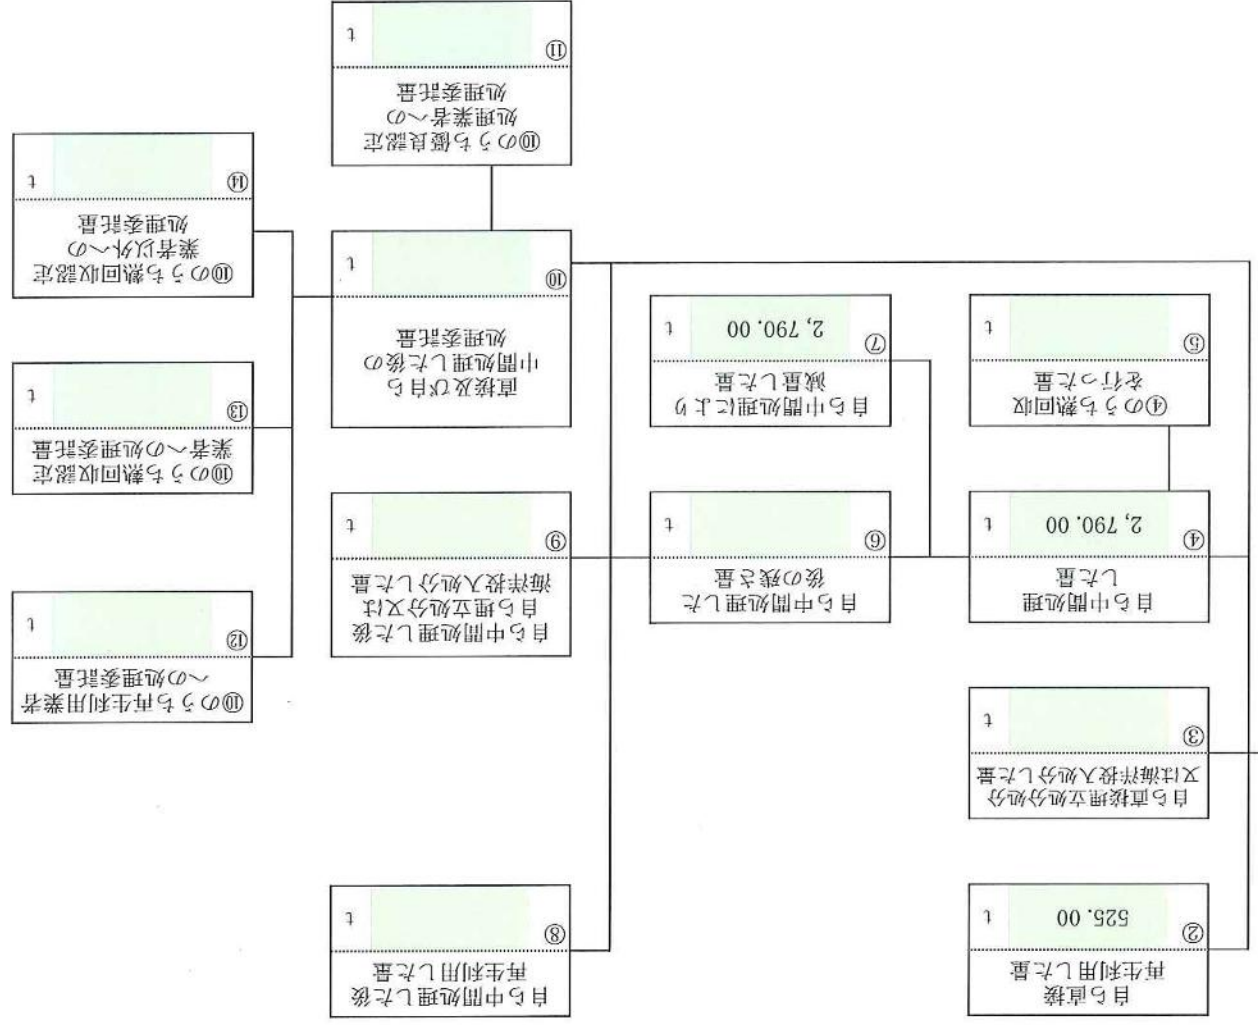 自ら直接
再生利用した量
②
525.00
t
自ら直接埋立処分処分
又は海洋投入処分した量
③
t
自ら中間処理
した量
④
2,790.00
t
④のうち熱回収
を行った量
⑤
t
自ら中間処理した
後の残さ量
⑥
t
自ら中間処理により
減量した量
⑦
2,790.00
t
自ら中間処理した後
再生利用した量
⑧
t
自ら中間処理した後
自ら埋立処分又は
海洋投入処分した量
⑨
t
直接及び自ら
中間処理した後の
処理委託量
⑩
t
⑩のうち優良認定
処理業者への
処理委託量
⑪
t
⑩のうち再生利用業者
への処理委託量
⑫
t
⑩のうち熱回収認定
業者への処理委託量
⑬
t
⑩のうち熱回収認定
業者以外への
処理委託量
⑭
t